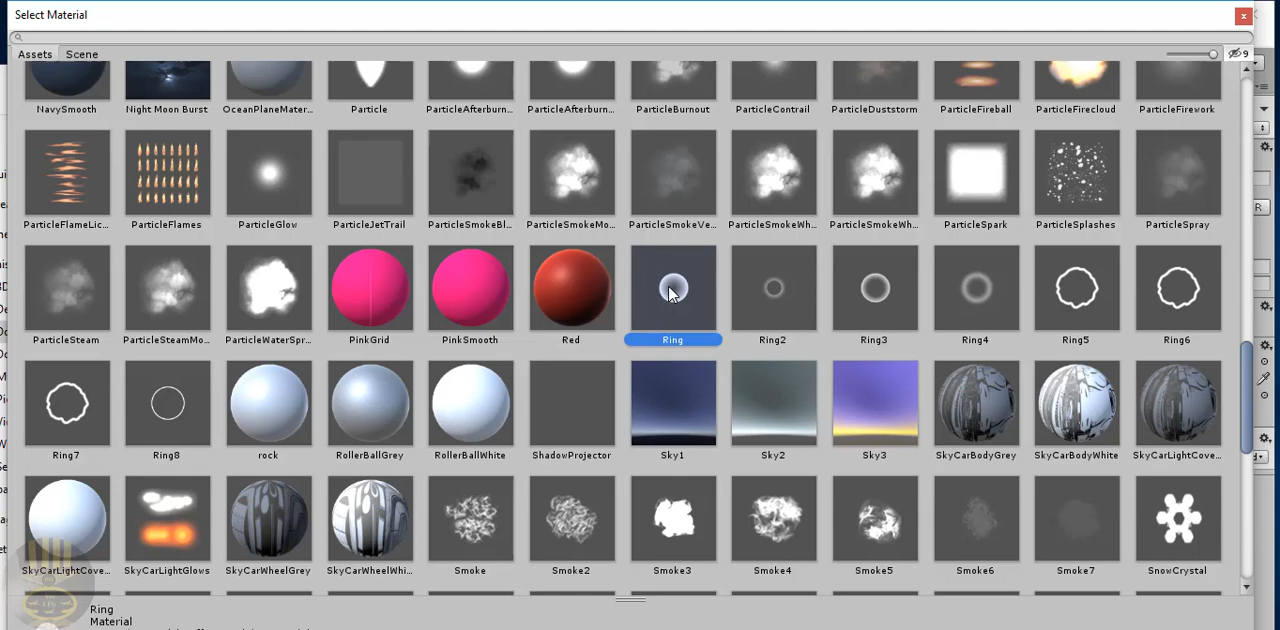 Select Material
Assets Scene 9
NavySmooth Night Moon Burst OceanPlaneMater... Particle ParticleAfterburn... ParticleAfterburn... ParticleBurnout ParticleContrail ParticleDuststorm ParticleFireball ParticleFirecloud ParticleFirework
ParticleFlameLic... ParticleFlames ParticleGlow ParticleJetTrail ParticleSmokeBl... ParticleSmokeMo... ParticleSmokeVe... ParticleSmokeWh... ParticleSmokeWh... ParticleSpark ParticleSplashes ParticleSpray
ParticleSteam ParticleSteamMo... ParticleWaterSpr... PinkGrid PinkSmooth Red Ring Ring2 Ring3 Ring4 Ring5 Ring6
Ring7 Ring8 rock RollerBallGrey RollerBallWhite ShadowProjector Sky1 Sky2 Sky3 SkyCarBodyGrey SkyCarBodyWhite SkyCarLightCove...
SkyCarLightCove... SkyCarLightGlows SkyCarWheelGrey SkyCarWheelWhi... Smoke Smoke2 Smoke3 Smoke4 Smoke5 Smoke6 Smoke7 SnowCrystal
Ring
Material